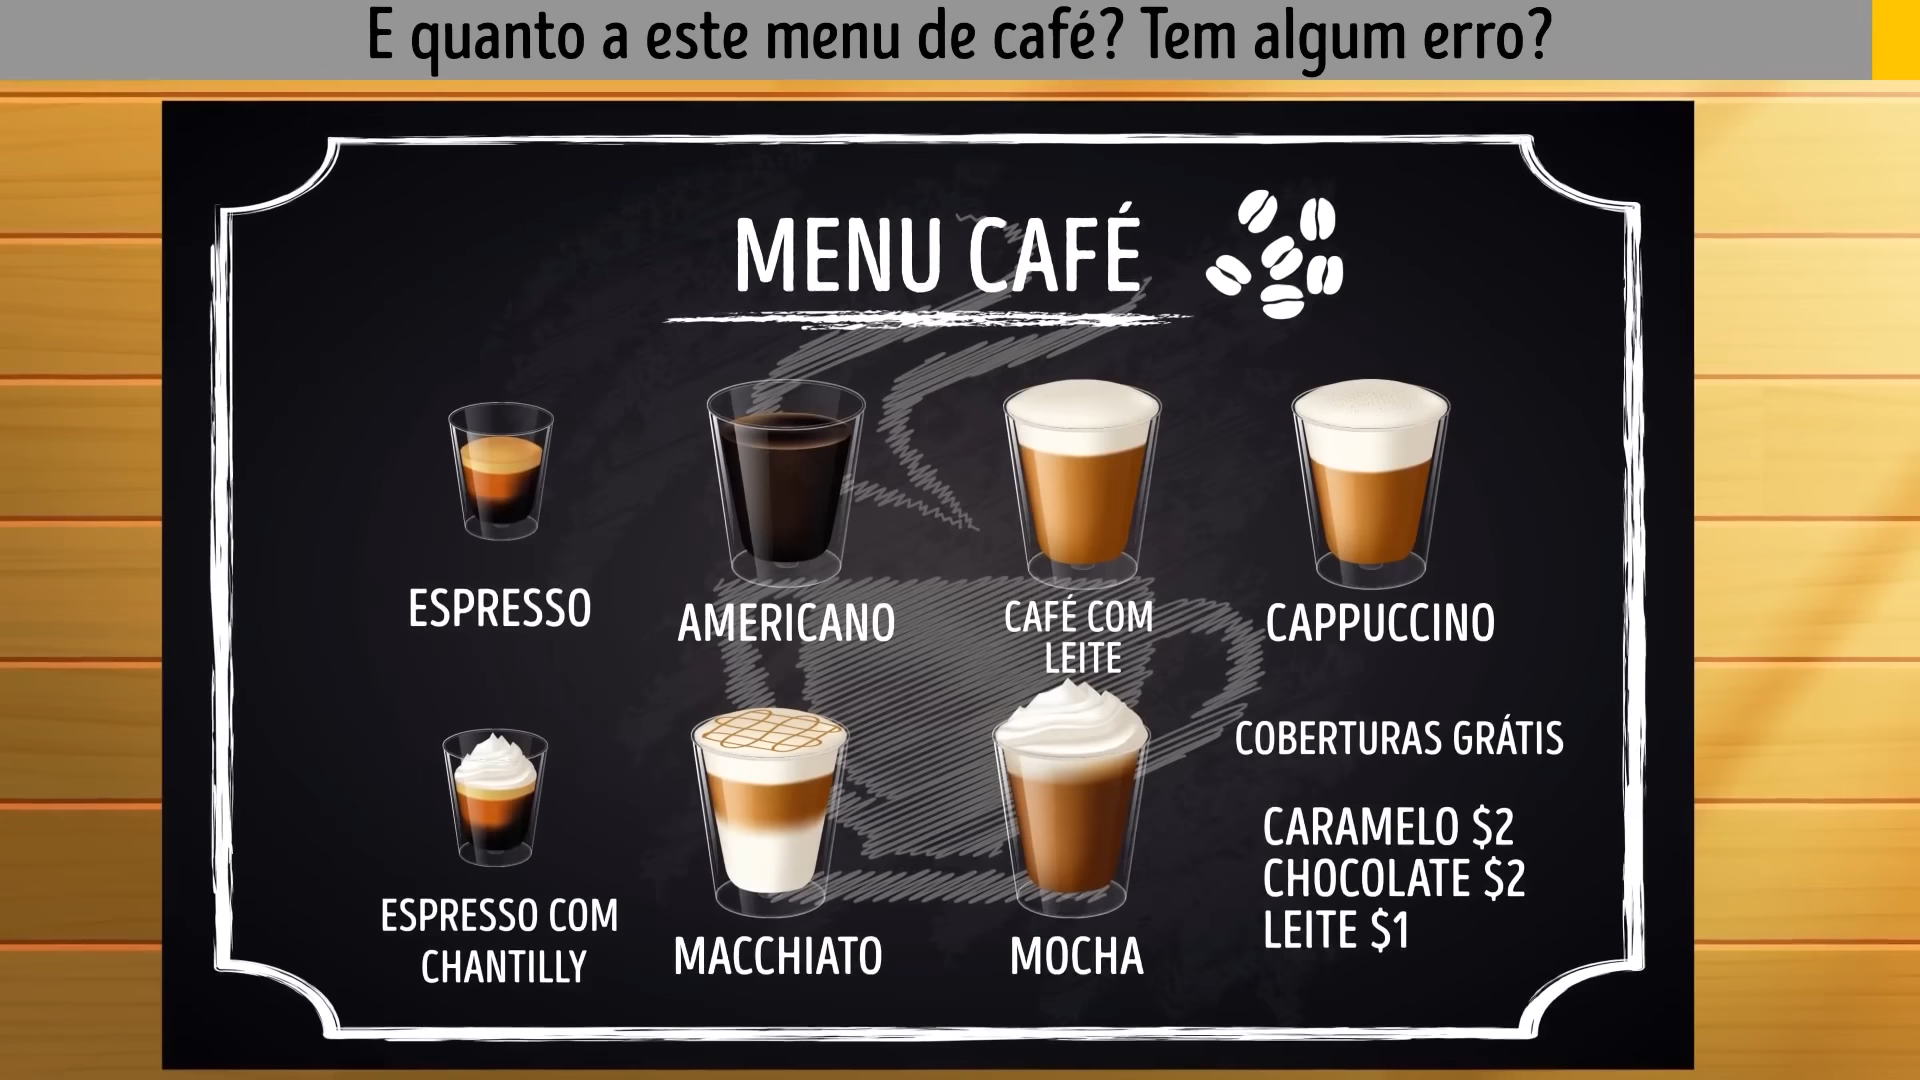 E quanto a este menu de café? Tem algum erro?
MENU CAFÉ
ESPRESSO
AMERICANO
CAFÉ COM
LEITE
CAPPUCCINO
ESPRESSO COM
CHANTILLY
MACCHIATO
MOCHA
COBERTURAS GRÁTIS
CARAMELO $2
CHOCOLATE $2
LEITE $1